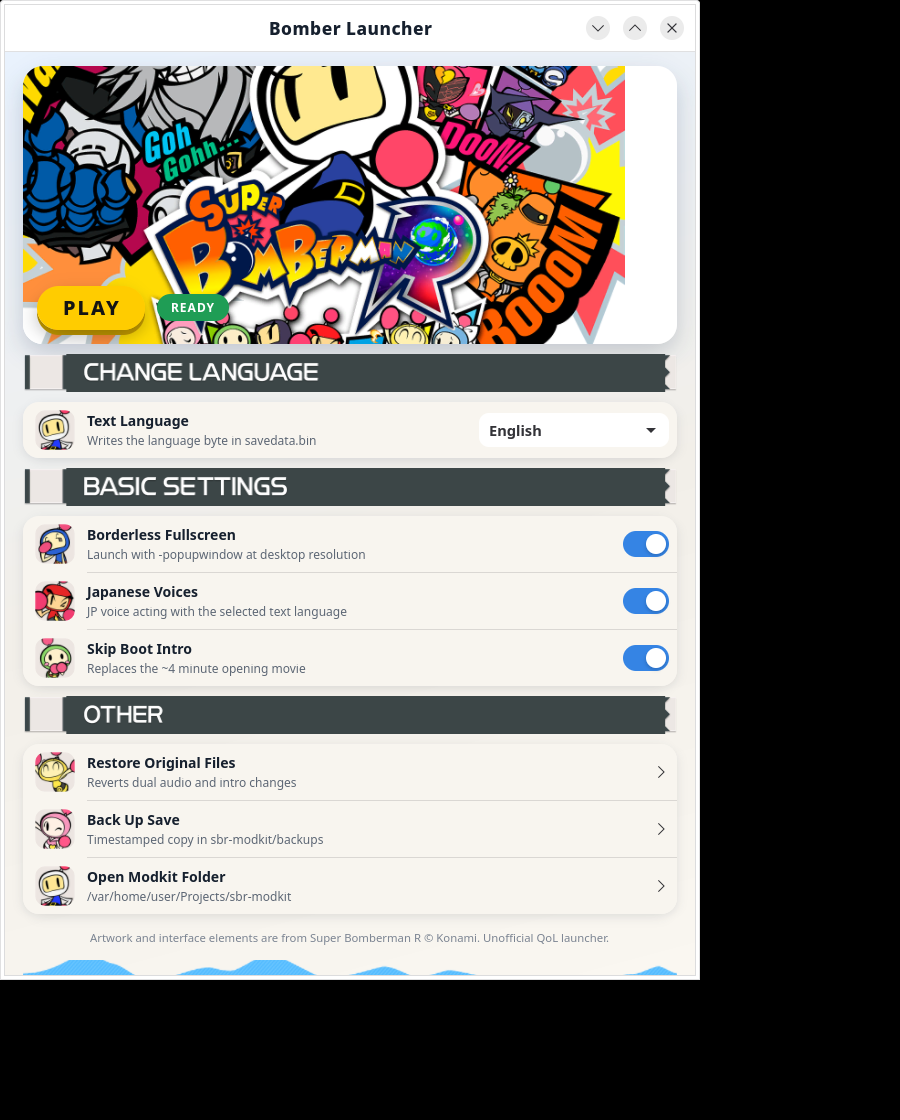 Bomber Launcher
Goh
Gohh...
DOOM!
SUPER
BOMBERMAN
R
BOOOM!
PLAY
READY
CHANGE LANGUAGE
Text Language
Writes the language byte in savedata.bin
English
BASIC SETTINGS
Borderless Fullscreen
Launch with -popupwindow at desktop resolution
Japanese Voices
JP voice acting with the selected text language
Skip Boot Intro
Replaces the ~4 minute opening movie
OTHER
Restore Original Files
Reverts dual audio and intro changes
Back Up Save
Timestamped copy in sbr-modkit/backups
Open Modkit Folder
/var/home/user/Projects/sbr-modkit
Artwork and interface elements are from Super Bomberman R © Konami. Unofficial QoL launcher.